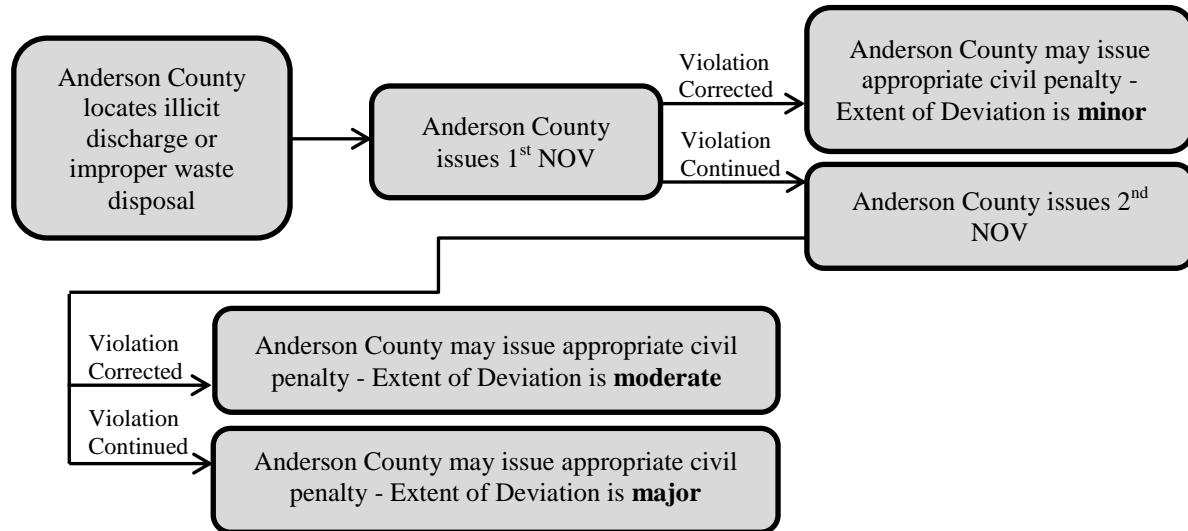 Anderson County
locates illicit
discharge or
improper waste
disposal
Anderson County
issues 1st NOV
Violation
Corrected
Anderson County may issue
appropriate civil penalty -
Extent of Deviation is minor
Violation
Continued
Anderson County issues 2nd
NOV
Violation
Corrected
Anderson County may issue appropriate civil
penalty - Extent of Deviation is moderate
Violation
Continued
Anderson County may issue appropriate civil
penalty - Extent of Deviation is major